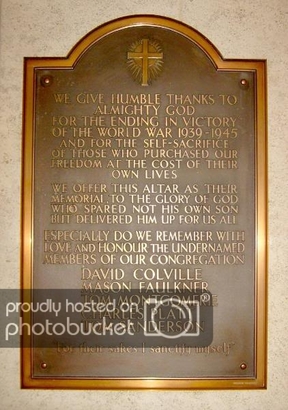 WE GIVE HUMBLE THANKS TO
ALMIGHTY GOD
FOR THE ENDING IN VICTORY
OF THE WORLD WAR 1939-1945
AND FOR THE SELF-SACRIFICE
OF THOSE WHO PURCHASED OUR
FREEDOM AT THE COST OF THEIR
OWN LIVES
WE OFFER THIS ALTAR AS THEIR
MEMORIAL, TO THE GLORY OF GOD
WHO SPARED NOT HIS OWN SON
BUT DELIVERED HIM UP FOR US ALL
ESPECIALLY DO WE REMEMBER WITH
LOVE AND HONOUR THE UNDERNAMED
MEMBERS OF OUR CONGREGATION
DAVID COLVILLE
MASON FAULKNER
TOM MONTGOMERIE
proudly hosted on
photobucket
"For their sakes I sanctify myself"